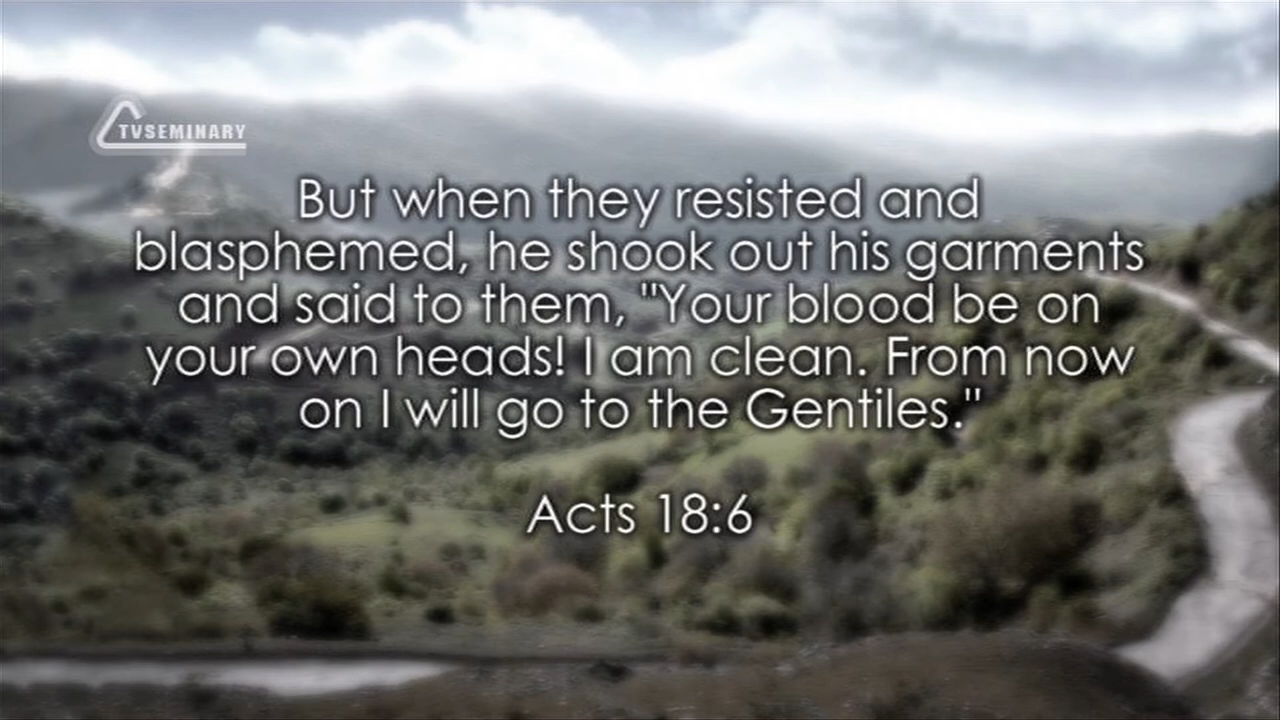 TVSEMINARY
But when they resisted and
blasphemed, he shook out his garments
and said to them, "Your blood be on
your own heads! I am clean. From now
on I will go to the Gentiles."
Acts 18:6